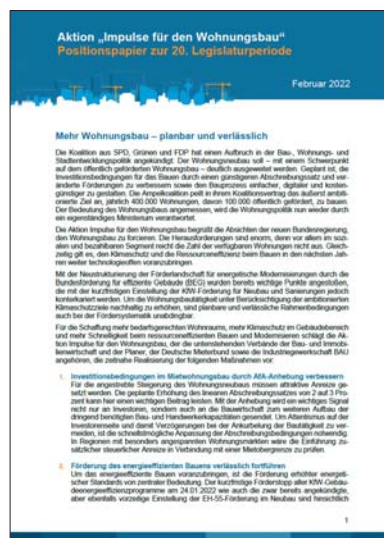 Aktion „Impulse für den Wohnungsbau“
Positionspapier zur 20. Legislaturperiode
Februar 2022
Mehr Wohnungsbau – planbar und verlässlich
Die Koalition aus SPD, Grünen und FDP hat einen Aufbruch in der Bau-, Wohnungs- und
Stadtentwicklungspolitik angekündigt. Der Wohnungsneubau soll – mit einem Schwerpunkt
auf dem öffentlich geförderten Wohnungsbau – deutlich ausgeweitet werden. Geplant ist, die
Investitionsbedingungen für das Bauen durch einen günstigeren Abschreibungssatz und ver-
änderte Förderungen zu verbessern sowie den Bauprozess einfacher, digitaler und kosten-
günstiger zu gestalten. Die Ampelkoalition peilt in ihrem Koalitionsvertrag das äußerst ambiti-
onierte Ziel an, jährlich 400.000 Wohnungen, davon 100.000 öffentlich gefördert, zu bauen.
Der Bedeutung des Wohnungsbaus angemessen, wird die Wohnungspolitik nun wieder durch
ein eigenständiges Ministerium verantwortet.
Die Aktion Impulse für den Wohnungsbau begrüßt die Absichten der neuen Bundesregierung,
den Wohnungsbau zu forcieren. Die Herausforderungen sind enorm, denn vor allem im sozi-
alen und bezahlbaren Segment reicht die Zahl der verfügbaren Wohnungen nicht aus. Gleich-
zeitig gilt es, den Klimaschutz und die Ressourceneffizienz beim Bauen in den nächsten Jah-
ren weiter technologieoffen voranzubringen.
Mit der Neustrukturierung der Förderlandschaft für energetische Modernisierungen durch die
Bundesförderung für effiziente Gebäude (BEG) wurden bereits wichtige Punkte angestoßen,
die mit der kurzfristigen Einstellung der KfW-Förderung für Neubau und Sanierungen jedoch
konterkariert werden. Um die Wohnungsbautätigkeit unter Berücksichtigung der ambitionierten
Klimaschutzziele nachhaltig zu erhöhen, sind planbare und verlässliche Rahmenbedingungen
auch bei der Fördersystematik unabdingbar.
Für die Schaffung mehr bedarfsgerechten Wohnraums, mehr Klimaschutz im Gebäudebereich
und mehr Schnelligkeit beim ressourceneffizienten Bauen und Modernisieren schlägt die Ak-
tion Impulse für den Wohnungsbau, der die unterstehenden Verbände der Bau- und Immobi-
lienwirtschaft und der Planer, der Deutsche Mieterbund sowie die Industriegewerkschaft BAU
angehören, die zeitnahe Realisierung der folgenden Maßnahmen vor:
1. Investitionsbedingungen im Mietwohnungsbau durch AfA-Anhebung verbessern
Für die angestrebte Steigerung des Wohnungsneubaus müssen attraktive Anreize ge-
setzt werden. Die geplante Erhöhung des linearen Abschreibungssatzes von 2 auf 3 Pro-
zent kann hier einen wichtigen Beitrag leisten. Mit der Anhebung wird ein wichtiges Signal
nicht nur an Investoren, sondern auch an die Bauwirtschaft zum weiteren Aufbau der
dringend benötigten Bau- und Handwerkerkapazitäten gesendet. Um Attentismus auf der
Investorenseite und damit Verzögerungen bei der Ankurbelung der Bautätigkeit zu ver-
meiden, ist die schnellstmögliche Anpassung der Abschreibungsbedingungen notwendig.
In Regionen mit besonders angespannten Wohnungsmärkten wäre die Einführung zu-
sätzlicher steuerlicher Anreize in Verbindung mit einer Mietobergrenze zu prüfen.
2. Förderung des energieeffizienten Bauens verlässlich fortführen
Um das energieeffiziente Bauen voranzubringen, ist die Förderung erhöhter energeti-
scher Standards von zentraler Bedeutung. Der kurzfristige Förderstopp aller KfW-Gebäu-
deenergieeffizienzprogramme am 24.01.2022 wie auch die zwar bereits angekündigte,
aber ebenfalls vorzeitige Einstellung der EH-55-Förderung im Neubau sind hinsichtlich
1